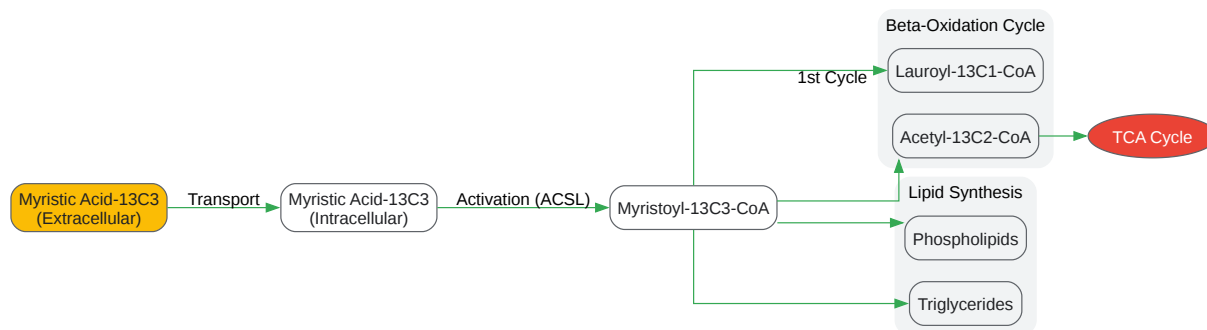 Beta-Oxidation Cycle
Lauroyl-13C1-CoA
1st Cycle
Acetyl-13C2-CoA
TCA Cycle
Myristic Acid-13C3
(Extracellular)
Transport
Myristic Acid-13C3
(Intracellular)
Activation (ACSL)
Myristoyl-13C3-CoA
Lipid Synthesis
Phospholipids
Triglycerides